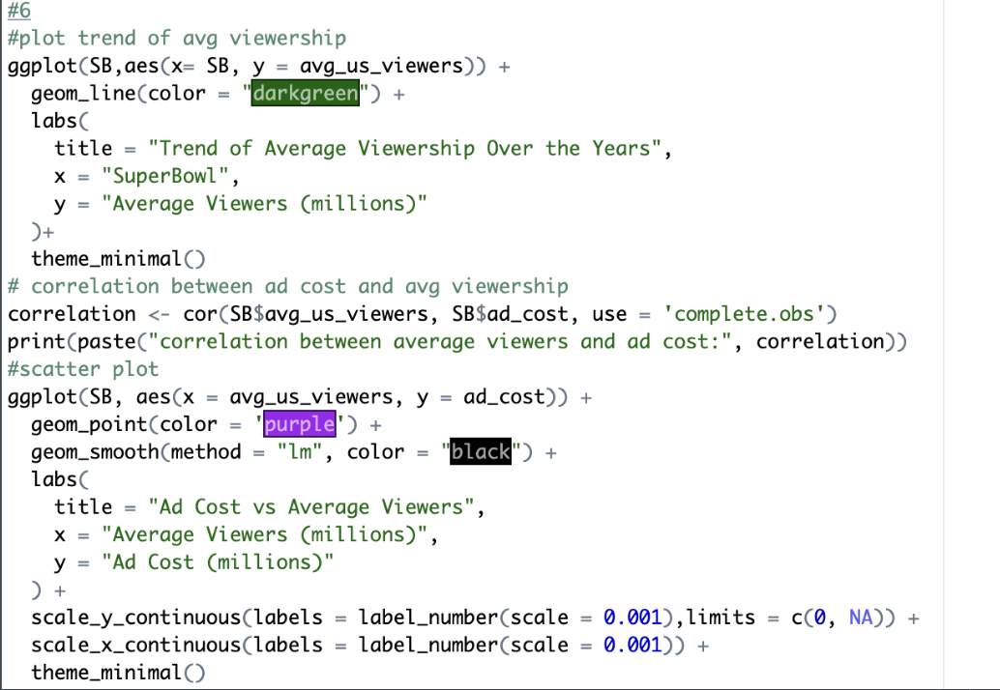 #6
#plot trend of avg viewership
ggplot(SB,aes(x= SB, y = avg_us_viewers)) +
  geom_line(color = "darkgreen") +
  labs(
    title = "Trend of Average Viewership Over the Years",
    x = "SuperBowl",
    y = "Average Viewers (millions)"
  )+
  theme_minimal()
# correlation between ad cost and avg viewership
correlation <- cor(SB$avg_us_viewers, SB$ad_cost, use = 'complete.obs')
print(paste("correlation between average viewers and ad cost:", correlation))
#scatter plot
ggplot(SB, aes(x = avg_us_viewers, y = ad_cost)) +
  geom_point(color = 'purple') +
  geom_smooth(method = "lm", color = "black") +
  labs(
    title = "Ad Cost vs Average Viewers",
    x = "Average Viewers (millions)",
    y = "Ad Cost (millions)"
  ) +
  scale_y_continuous(labels = label_number(scale = 0.001),limits = c(0, NA)) +
  scale_x_continuous(labels = label_number(scale = 0.001)) +
  theme_minimal()